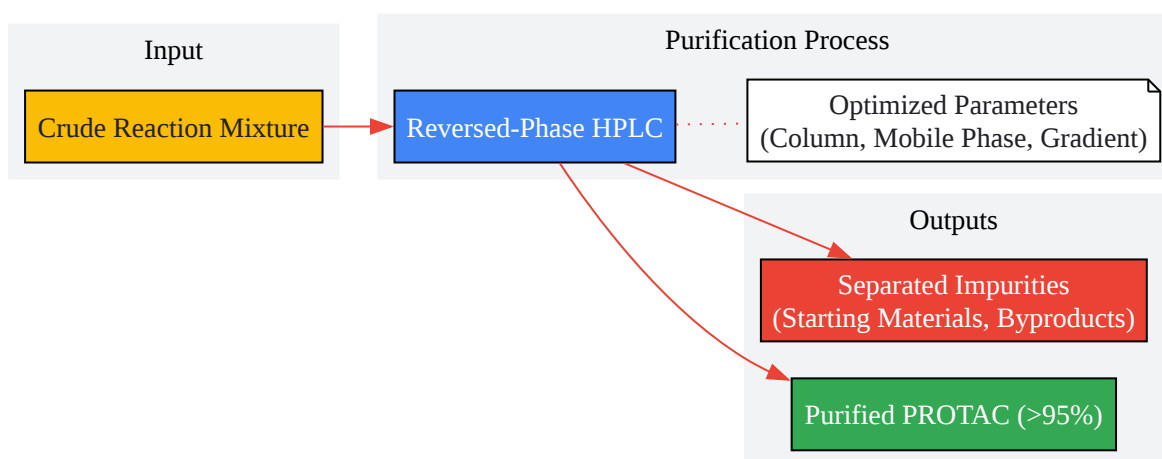 Input
Crude Reaction Mixture
Purification Process
Reversed-Phase HPLC
Optimized Parameters
(Column, Mobile Phase, Gradient)
Outputs
Separated Impurities
(Starting Materials, Byproducts)
Purified PROTAC (>95%)